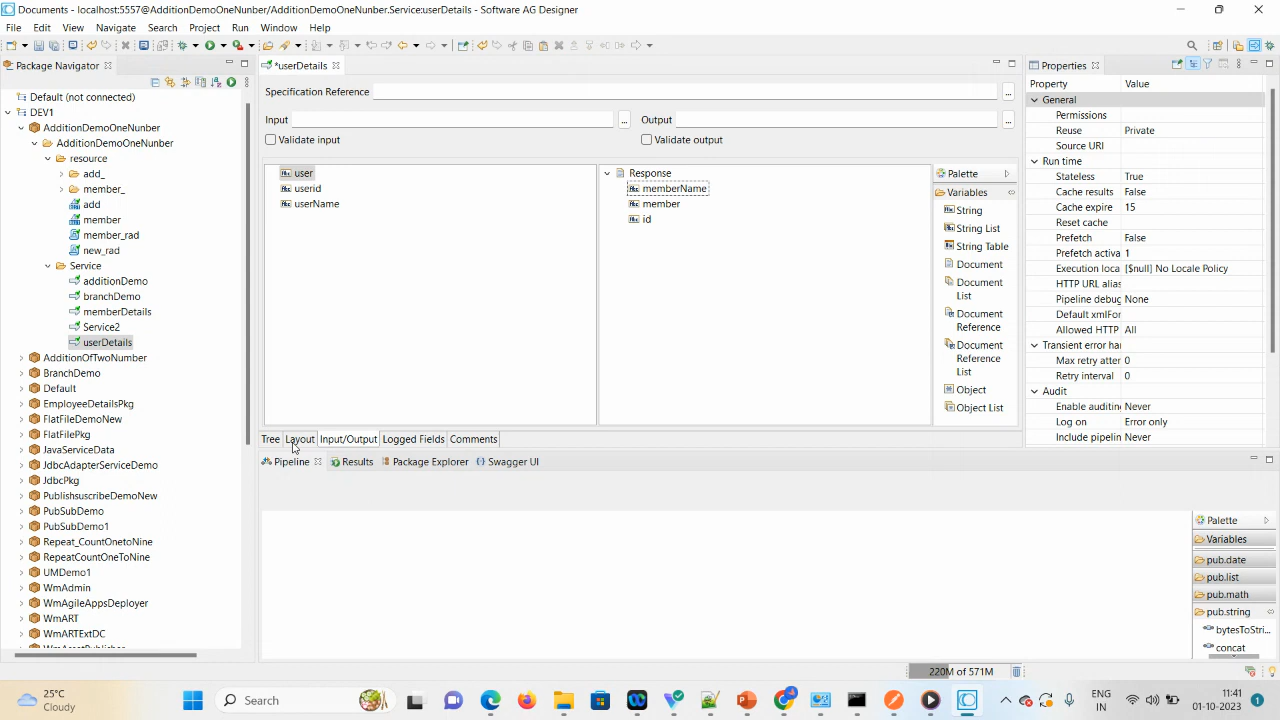 Documents - localhost:5557@AdditionDemoOneNunber/AdditionDemoOneNunber.Service:userDetails - Software AG Designer
File Edit View Navigate Search Project Run Window Help
Package Navigator
Default (not connected)
DEV1
AdditionDemoOneNunber
AdditionDemoOneNunber
resource
add_
member_
add
member
member_rad
new_rad
Service
additionDemo
branchDemo
memberDetails
Service2
userDetails
AdditionOfTwoNumber
BranchDemo
Default
EmployeeDetailsPkg
FlatFileDemoNew
FlatFilePkg
JavaServiceData
JdbcAdapterServiceDemo
JdbcPkg
PublishsuscribeDemoNew
PubSubDemo
PubSubDemo1
Repeat_CountOnetoNine
RepeatCountOneToNine
UMDemo1
WmAdmin
WmAgileAppsDeployer
WmART
WmARTExtDC
*userDetails
Specification Reference
...
Input
...
Output
...
Validate input
Validate output
user
userid
userName
Response
memberName
member
id
Palette
Variables
String
String List
String Table
Document
Document
List
Document
Reference
Document
Reference
List
Object
Object List
Tree Layout Input/Output Logged Fields Comments
Pipeline Results Package Explorer Swagger UI
Palette
Variables
pub.date
pub.list
pub.math
pub.string
bytesToStri...
concat
Properties
Property Value
General
Permissions
Reuse Private
Source URI
Run time
Stateless True
Cache results False
Cache expire 15
Reset cache
Prefetch False
Prefetch activa 1
Execution loca [$null] No Locale Policy
HTTP URL alias
Pipeline debug None
Default xmlFor
Allowed HTTP All
Transient error har
Max retry atter 0
Retry interval 0
Audit
Enable auditing Never
Log on Error only
Include pipelin Never
220M of 571M
25°C
Cloudy
Search
ENG
IN
11:41
01-10-2023
1